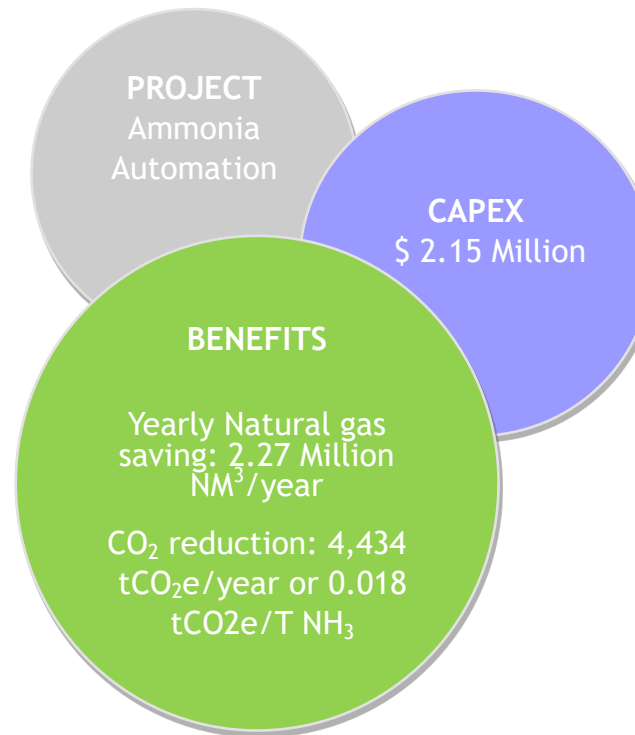 PROJECT
Ammonia
Automation
CAPEX
$ 2.15 Million
BENEFITS
Yearly Natural gas
saving: 2.27 Million
NM³/year
CO₂ reduction: 4,434
tCO₂e/year or 0.018
tCO2e/T NH₃